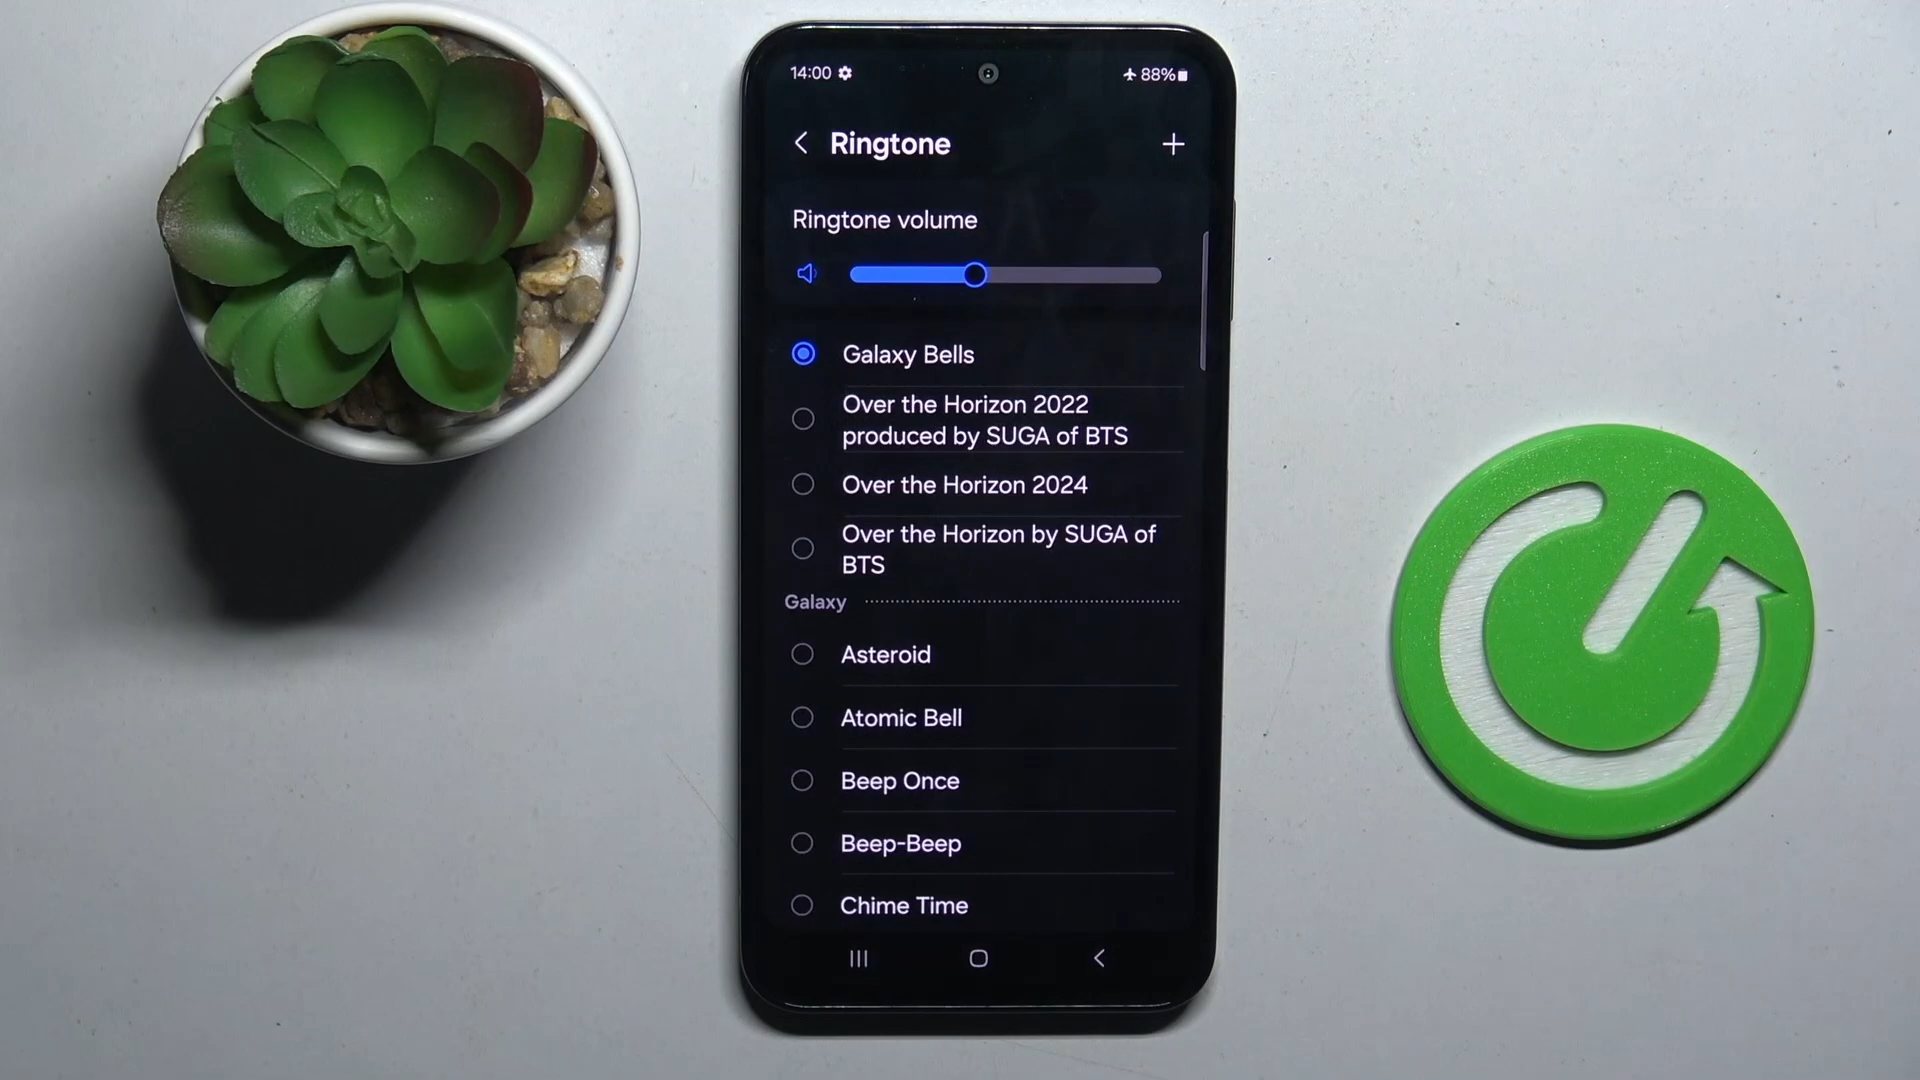 14:00 88%
Ringtone
Ringtone volume
Galaxy Bells
Over the Horizon 2022
produced by SUGA of BTS
Over the Horizon 2024
Over the Horizon by SUGA of
BTS
Galaxy
Asteroid
Atomic Bell
Beep Once
Beep-Beep
Chime Time